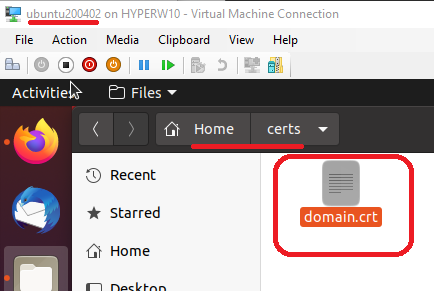 ubuntu200402 on HYPERW10 - Virtual Machine Connection
File Action Media Clipboard View Help
Activities Files
Home certs
Recent
Starred
Home
Desktop
domain.crt